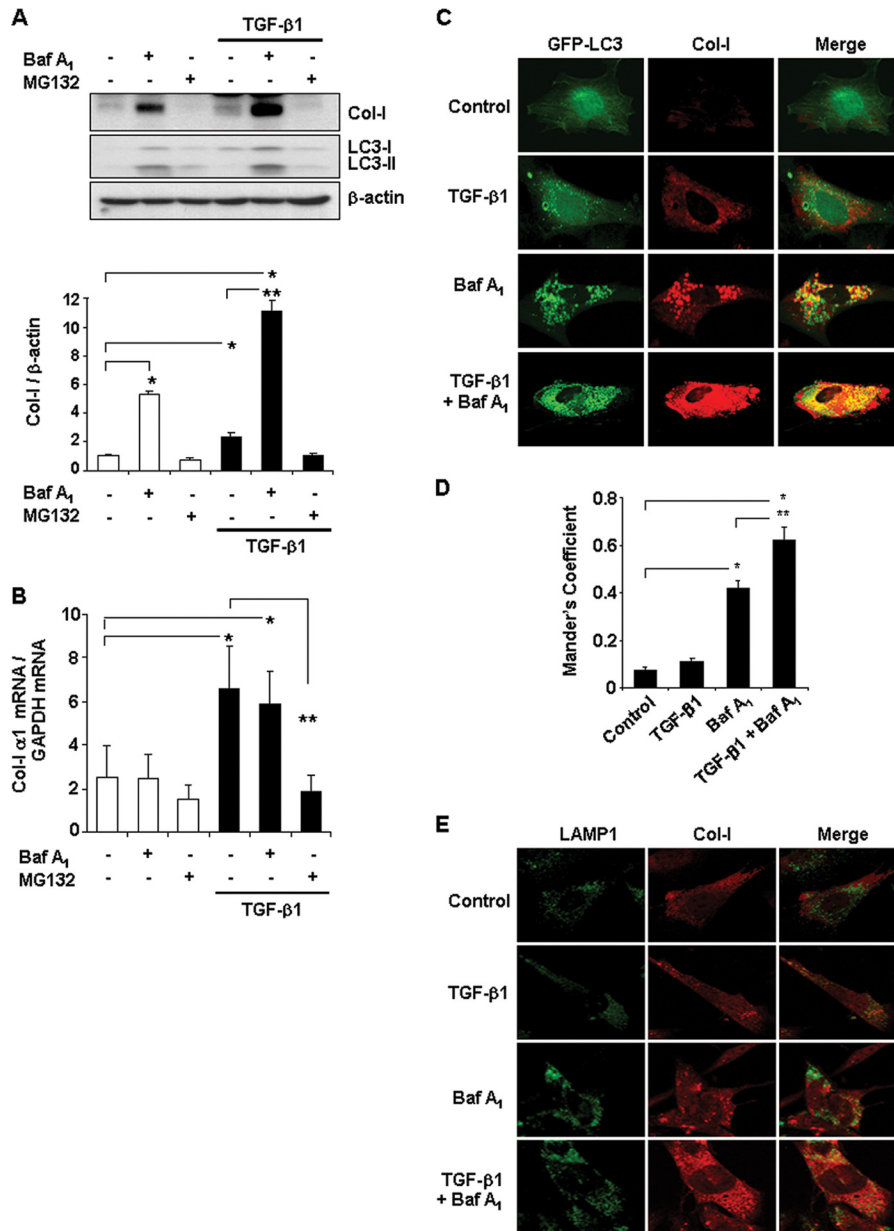 A
TGF-β1
Baf A1 - + - - + -
MG132 - - + - - +
Col-I
LC3-I
LC3-II
β-actin
Col-I / β-actin
12
10
8
6
4
2
0
*
*
*
**
Baf A1 - + - - + -
MG132 - - + - - +
TGF-β1
B
Col-I α1 mRNA /
GAPDH mRNA
10
8
6
4
2
0
*
*
**
Baf A1 - + - - + -
MG132 - - + - - +
TGF-β1
C
GFP-LC3 Col-I Merge
Control
TGF-β1
Baf A1
TGF-β1
+ Baf A1
D
Mander's Coefficient
0.8
0.6
0.4
0.2
0
*
*
**
Control TGF-β1 Baf A1 TGF-β1 + Baf A1
E
LAMP1 Col-I Merge
Control
TGF-β1
Baf A1
TGF-β1
+ Baf A1